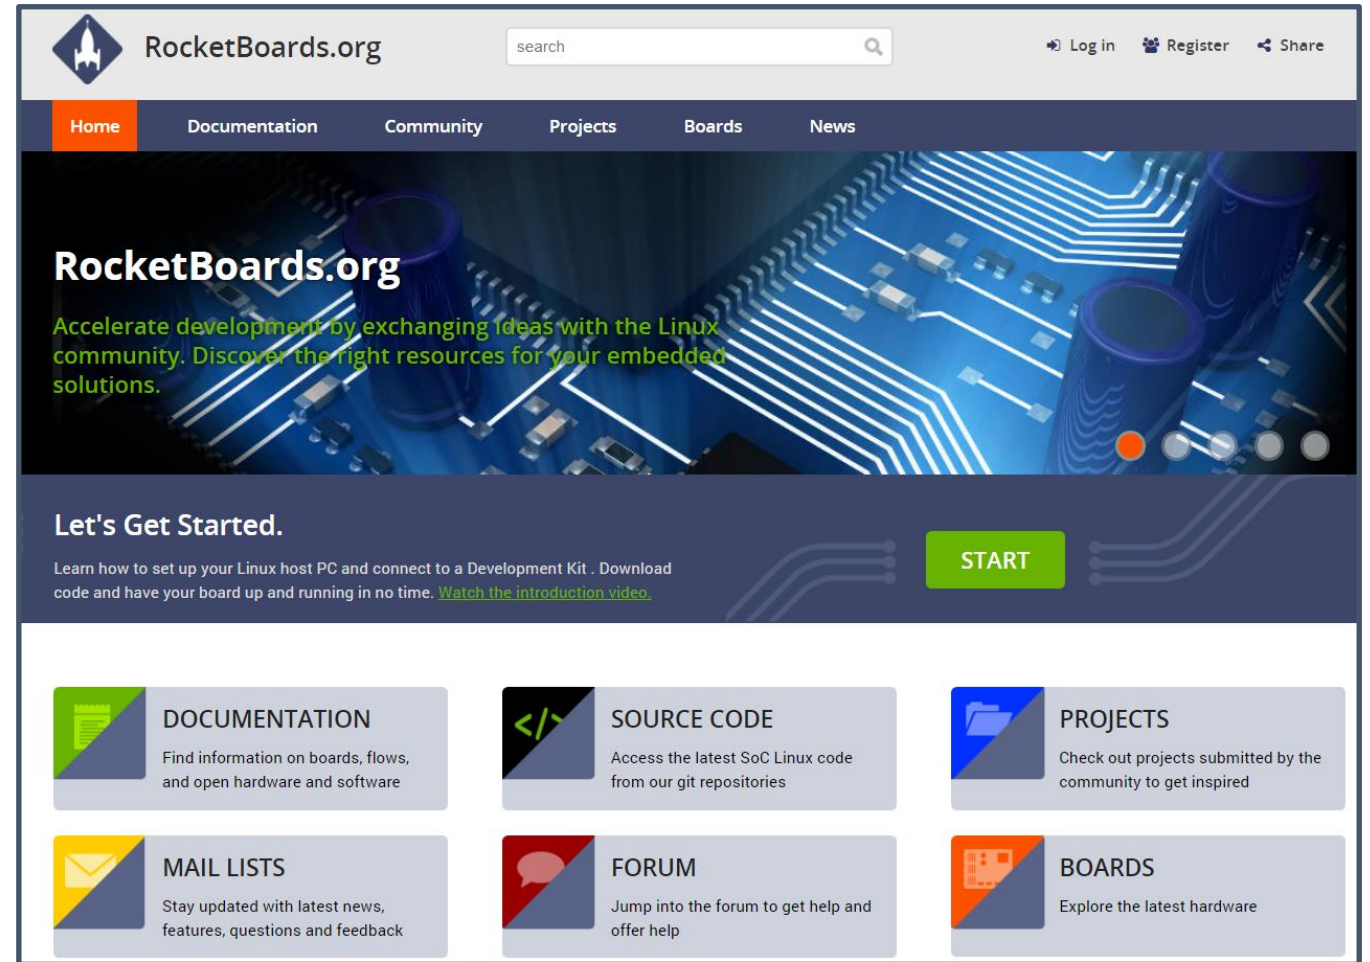 RocketBoards.org
search
Log in
Register
Share
Home
Documentation
Community
Projects
Boards
News
RocketBoards.org
Accelerate development by exchanging ideas with the Linux
community. Discover the right resources for your embedded
solutions.
Let's Get Started.
Learn how to set up your Linux host PC and connect to a Development Kit . Download
code and have your board up and running in no time. Watch the introduction video.
START
DOCUMENTATION
Find information on boards, flows,
and open hardware and software
</>
SOURCE CODE
Access the latest SoC Linux code
from our git repositories
PROJECTS
Check out projects submitted by the
community to get inspired
MAIL LISTS
Stay updated with latest news,
features, questions and feedback
FORUM
Jump into the forum to get help and
offer help
BOARDS
Explore the latest hardware